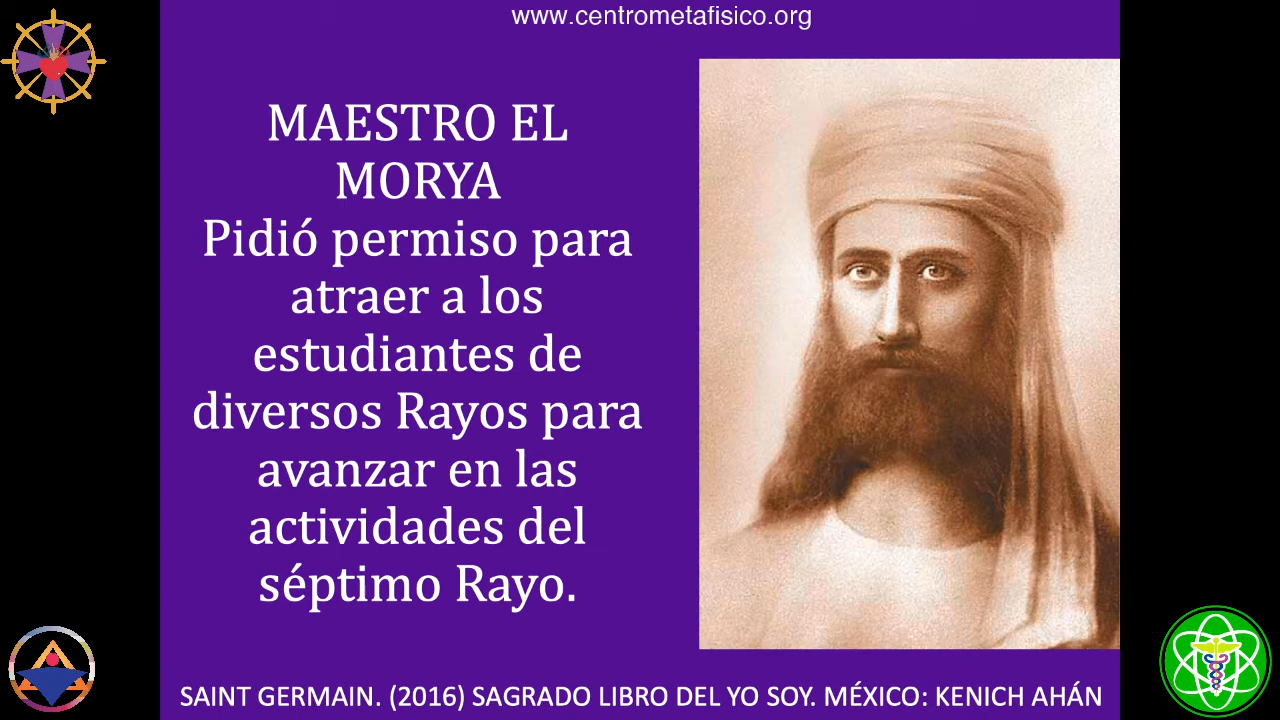 www.centrometafisico.org
MAESTRO EL
MORYA
Pidió permiso para
atraer a los
estudiantes de
diversos Rayos para
avanzar en las
actividades del
séptimo Rayo.
SAINT GERMAIN. (2016) SAGRADO LIBRO DEL YO SOY. MÉXICO: KENICH AHÁN